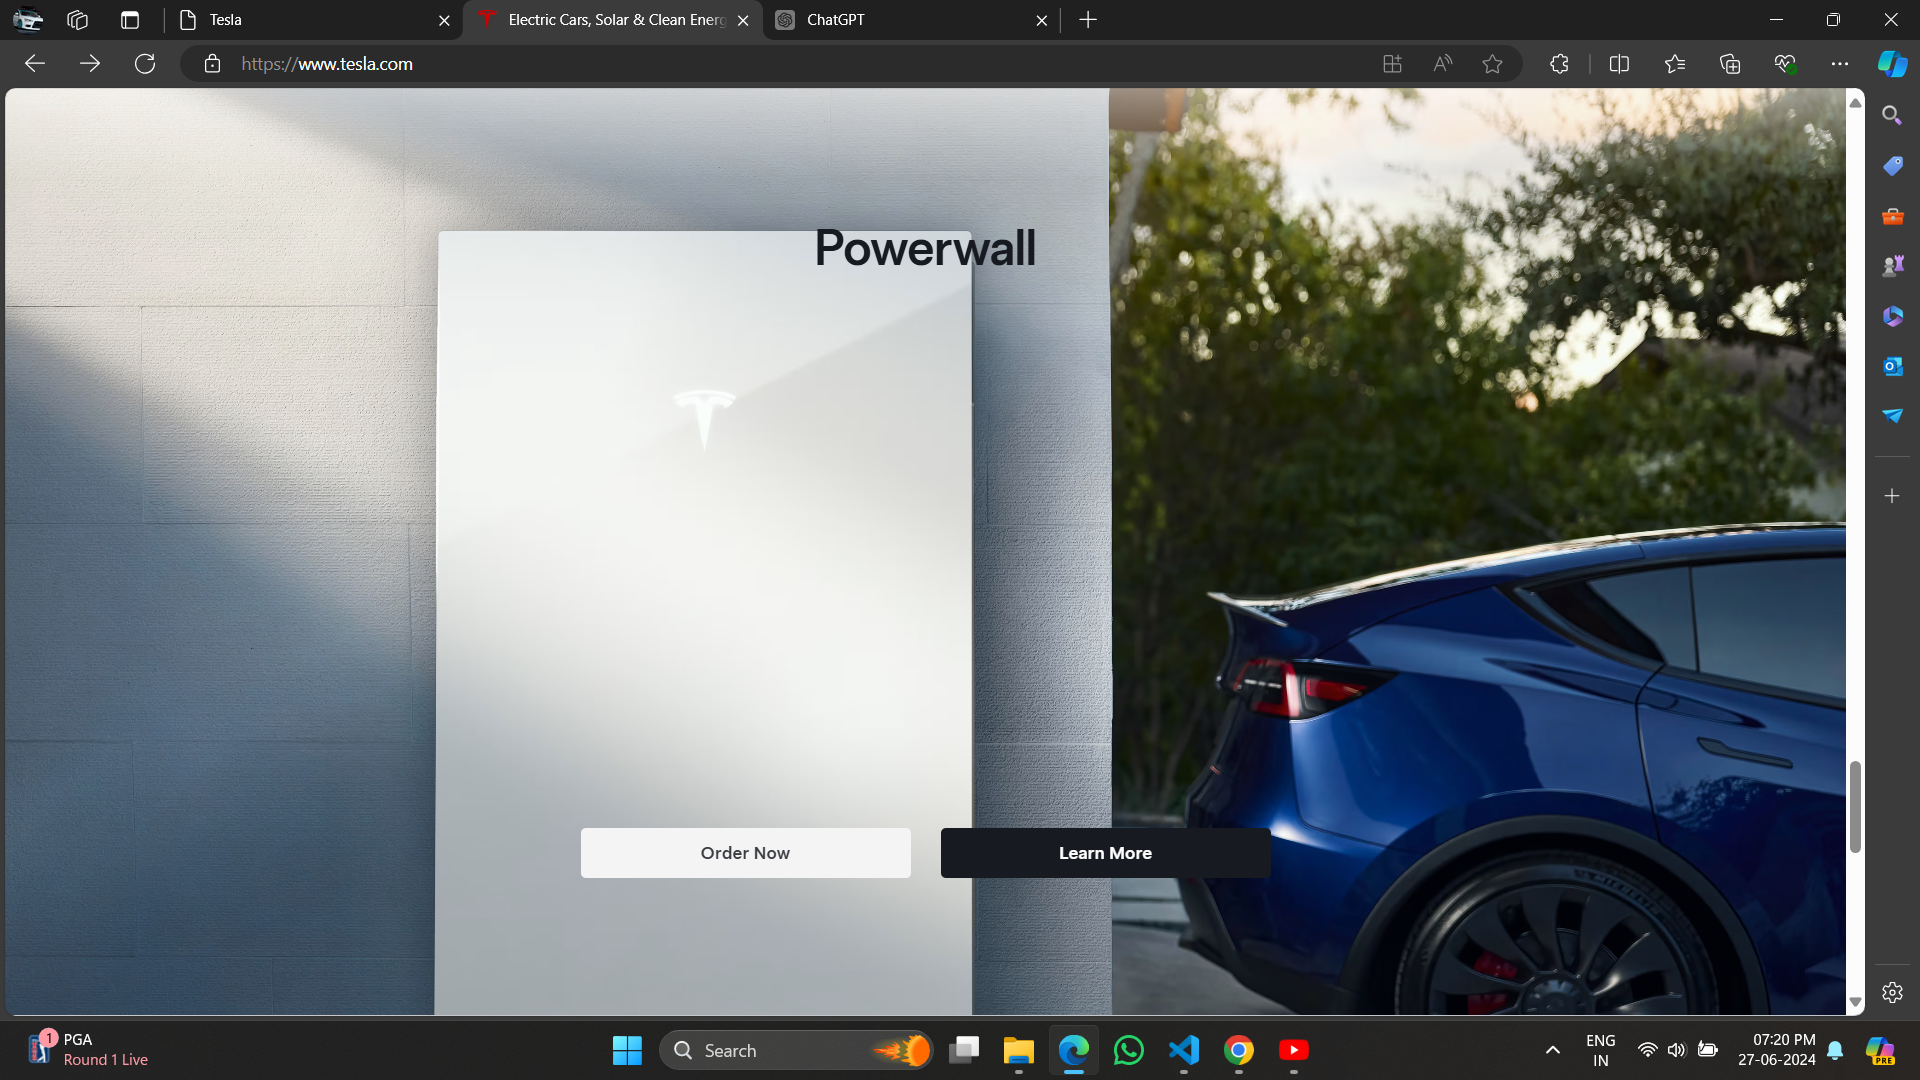 Tesla
Electric Cars, Solar & Clean Energ
ChatGPT
https://www.tesla.com
Powerwall
Order Now
Learn More
1
PGA
Round 1 Live
Search
ENG
IN
07:20 PM
27-06-2024
PRE